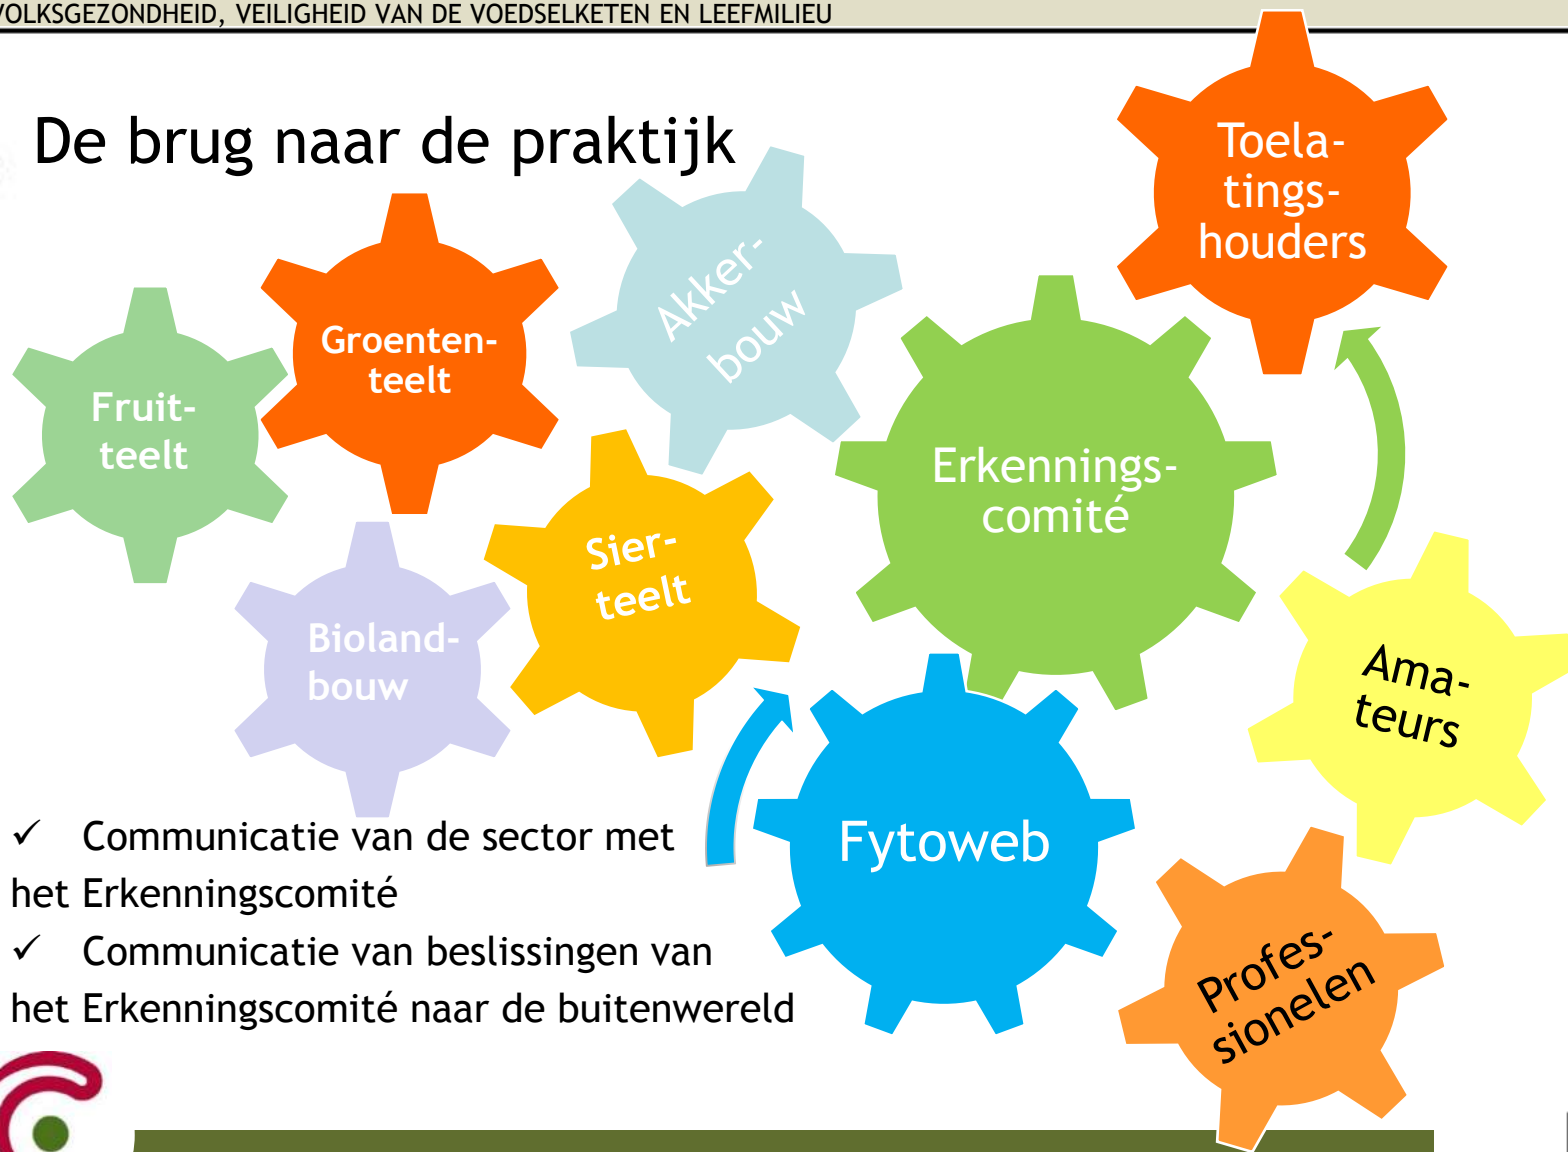 VOLKSGEZONDHEID, VEILIGHEID VAN DE VOEDSELKETEN EN LEEFMILIEU
De brug naar de praktijk
Toela-
tings-
houders
Akker-
bouw
Groenten-
teelt
Fruit-
teelt
Erkennings-
comité
Sier-
teelt
Bioland-
bouw
Ama-
teurs
Fytoweb
Profes-
sionelen
✓ Communicatie van de sector met
het Erkenningscomité
✓ Communicatie van beslissingen van
het Erkenningscomité naar de buitenwereld